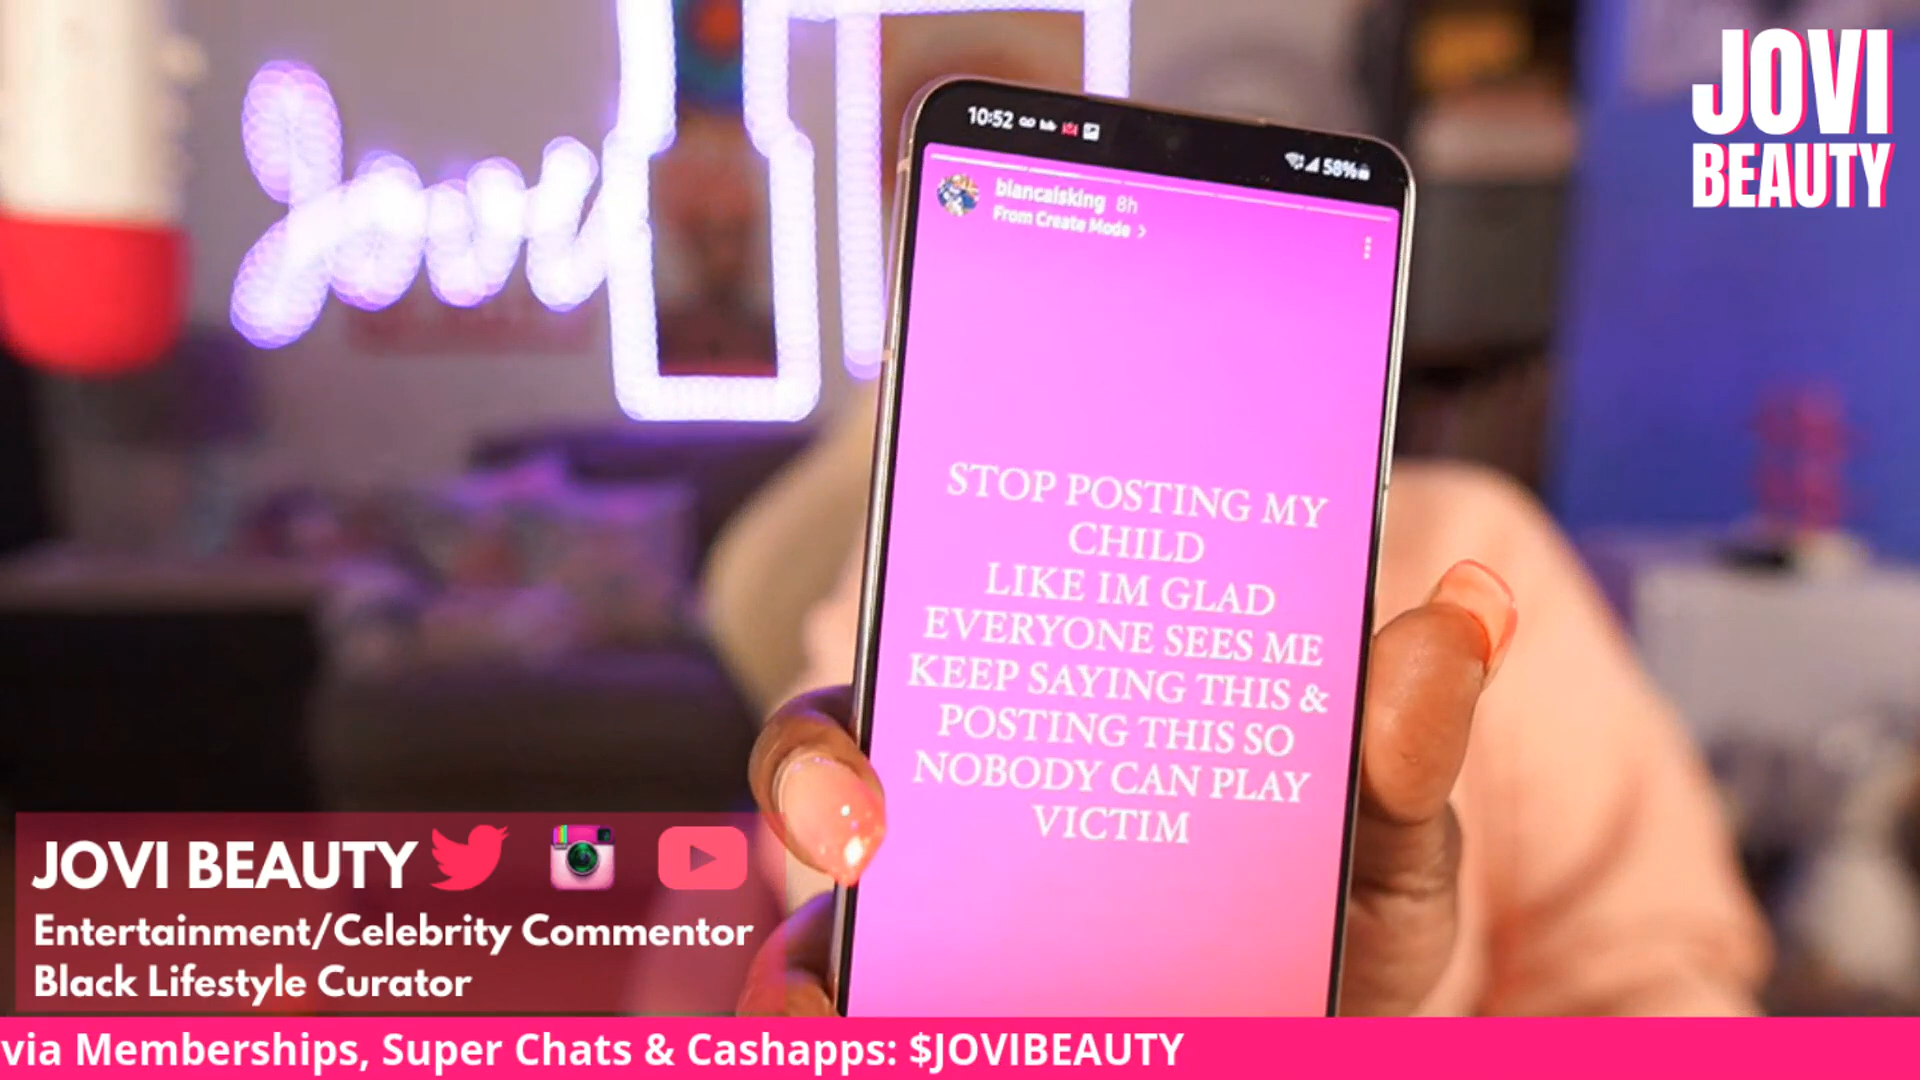 JOVI
BEAUTY
Jovi
10:52
58%
biancaisking 8h
From Create Mode >
STOP POSTING MY
CHILD
LIKE IM GLAD
EVERYONE SEES ME
KEEP SAYING THIS &
POSTING THIS SO
NOBODY CAN PLAY
VICTIM
JOVI BEAUTY
Entertainment/Celebrity Commentor
Black Lifestyle Curator
via Memberships, Super Chats & Cashapps: $JOVIBEAUTY